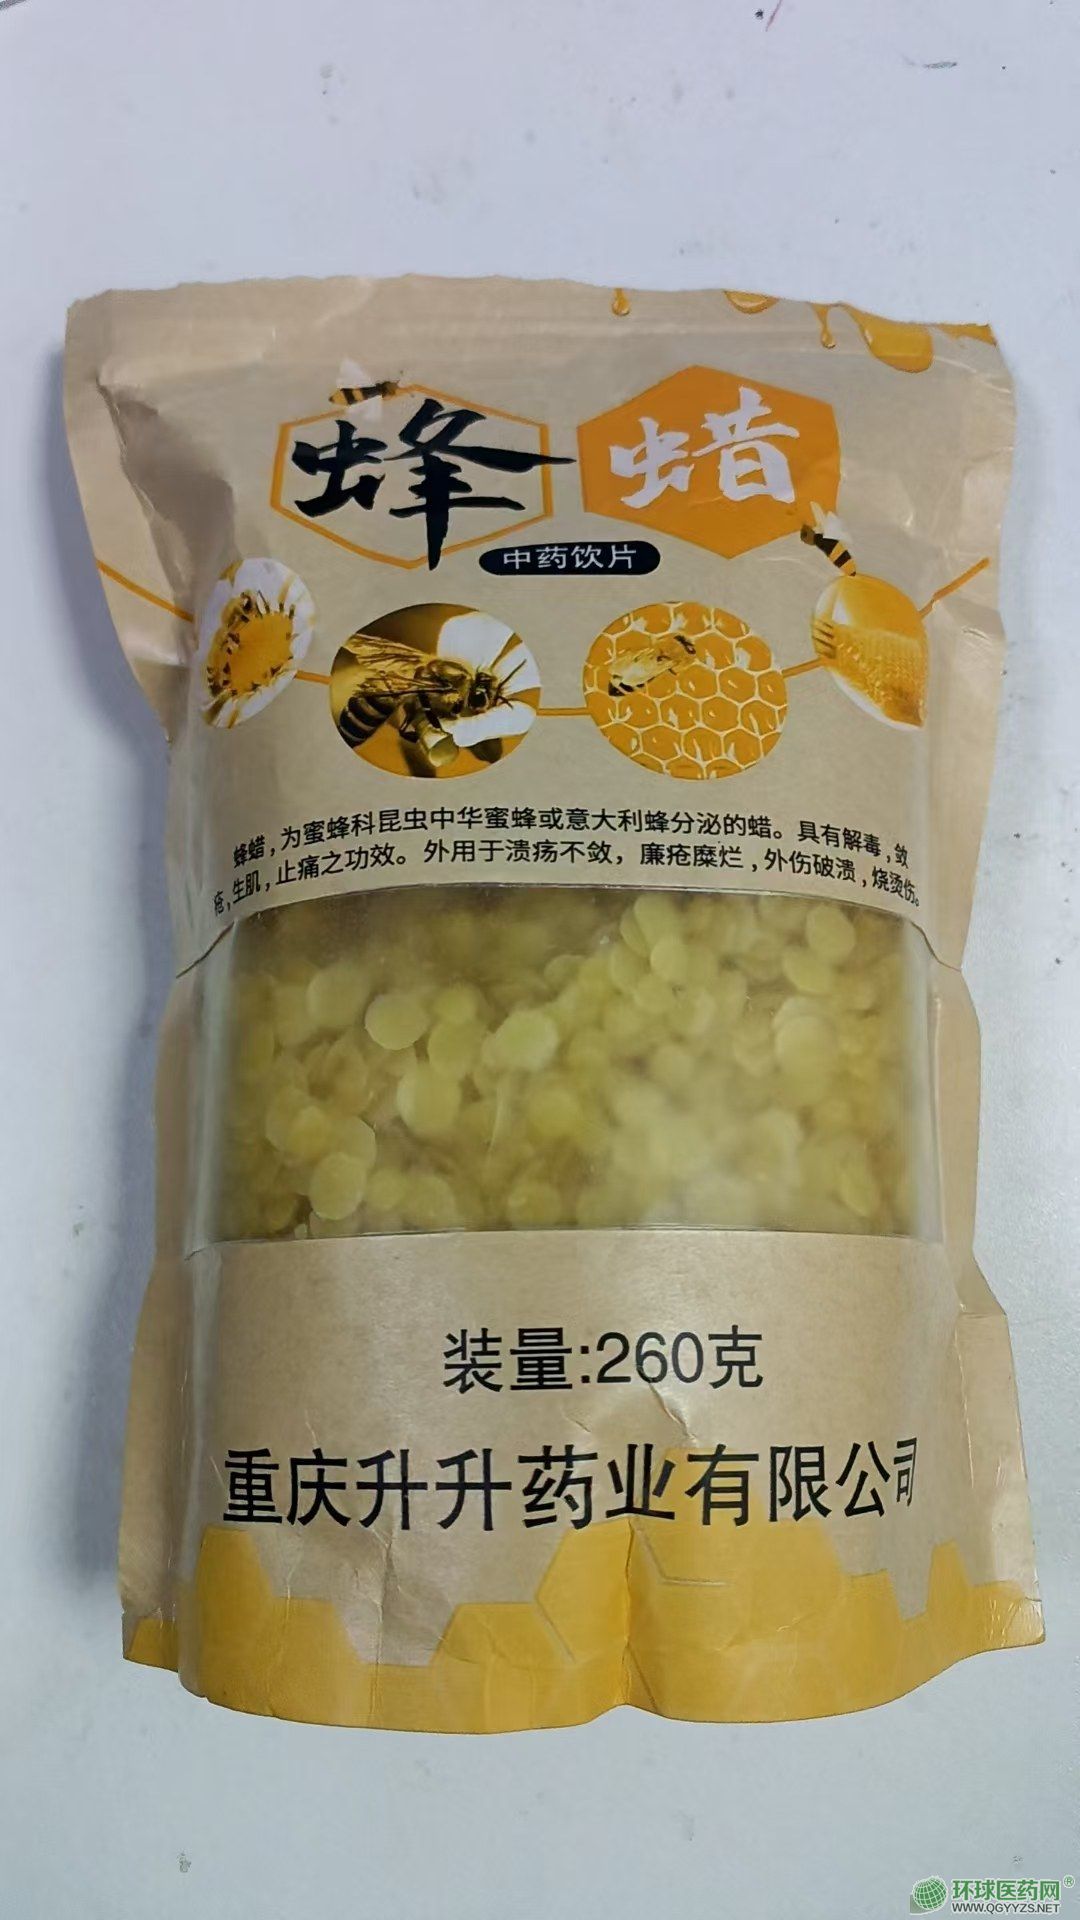 蜂蜡
中药饮片
蜂蜡,为蜜蜂科昆虫中华蜜蜂或意大利蜂分泌的蜡。具有解毒,敛
疮,生肌,止痛之功效。外用于溃疡不敛,廉疮糜烂,外伤破溃,烧烫伤。
装量:260克
重庆升升药业有限公司
环球医药网®
WWW.QGYYZS.NET